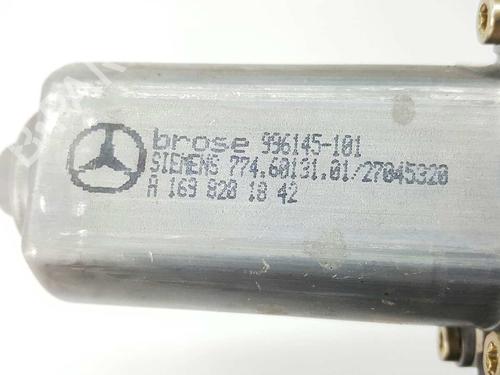 brose 996145-101
SIEMENS 774.60131.01/27045320
A 169 820 18 42